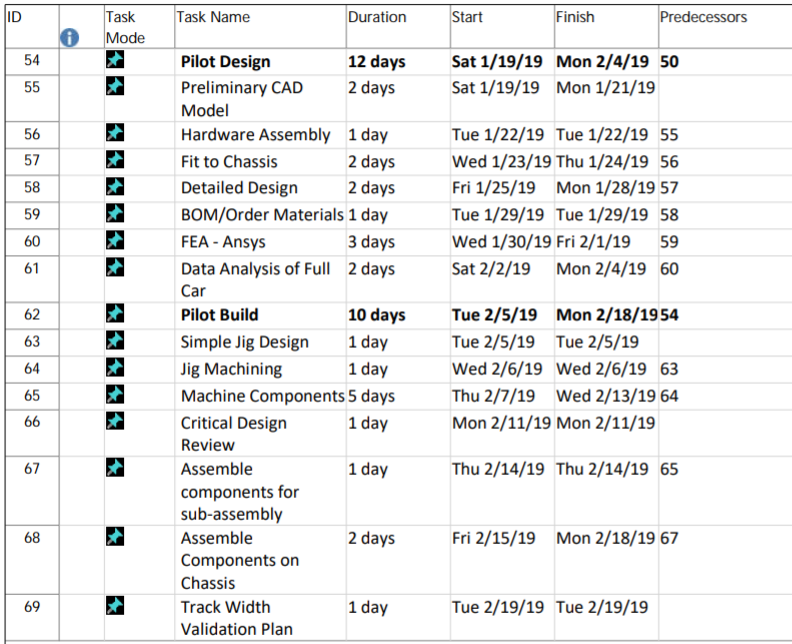 ID Task Mode Task Name Duration Start Finish Predecessors
54 Pilot Design 12 days Sat 1/19/19 Mon 2/4/19 50
55 Preliminary CAD Model 2 days Sat 1/19/19 Mon 1/21/19
56 Hardware Assembly 1 day Tue 1/22/19 Tue 1/22/19 55
57 Fit to Chassis 2 days Wed 1/23/19 Thu 1/24/19 56
58 Detailed Design 2 days Fri 1/25/19 Mon 1/28/19 57
59 BOM/Order Materials 1 day Tue 1/29/19 Tue 1/29/19 58
60 FEA - Ansys 3 days Wed 1/30/19 Fri 2/1/19 59
61 Data Analysis of Full Car 2 days Sat 2/2/19 Mon 2/4/19 60
62 Pilot Build 10 days Tue 2/5/19 Mon 2/18/19 54
63 Simple Jig Design 1 day Tue 2/5/19 Tue 2/5/19
64 Jig Machining 1 day Wed 2/6/19 Wed 2/6/19 63
65 Machine Components 5 days Thu 2/7/19 Wed 2/13/19 64
66 Critical Design Review 1 day Mon 2/11/19 Mon 2/11/19
67 Assemble components for sub-assembly 1 day Thu 2/14/19 Thu 2/14/19 65
68 Assemble Components on Chassis 2 days Fri 2/15/19 Mon 2/18/19 67
69 Track Width Validation Plan 1 day Tue 2/19/19 Tue 2/19/19